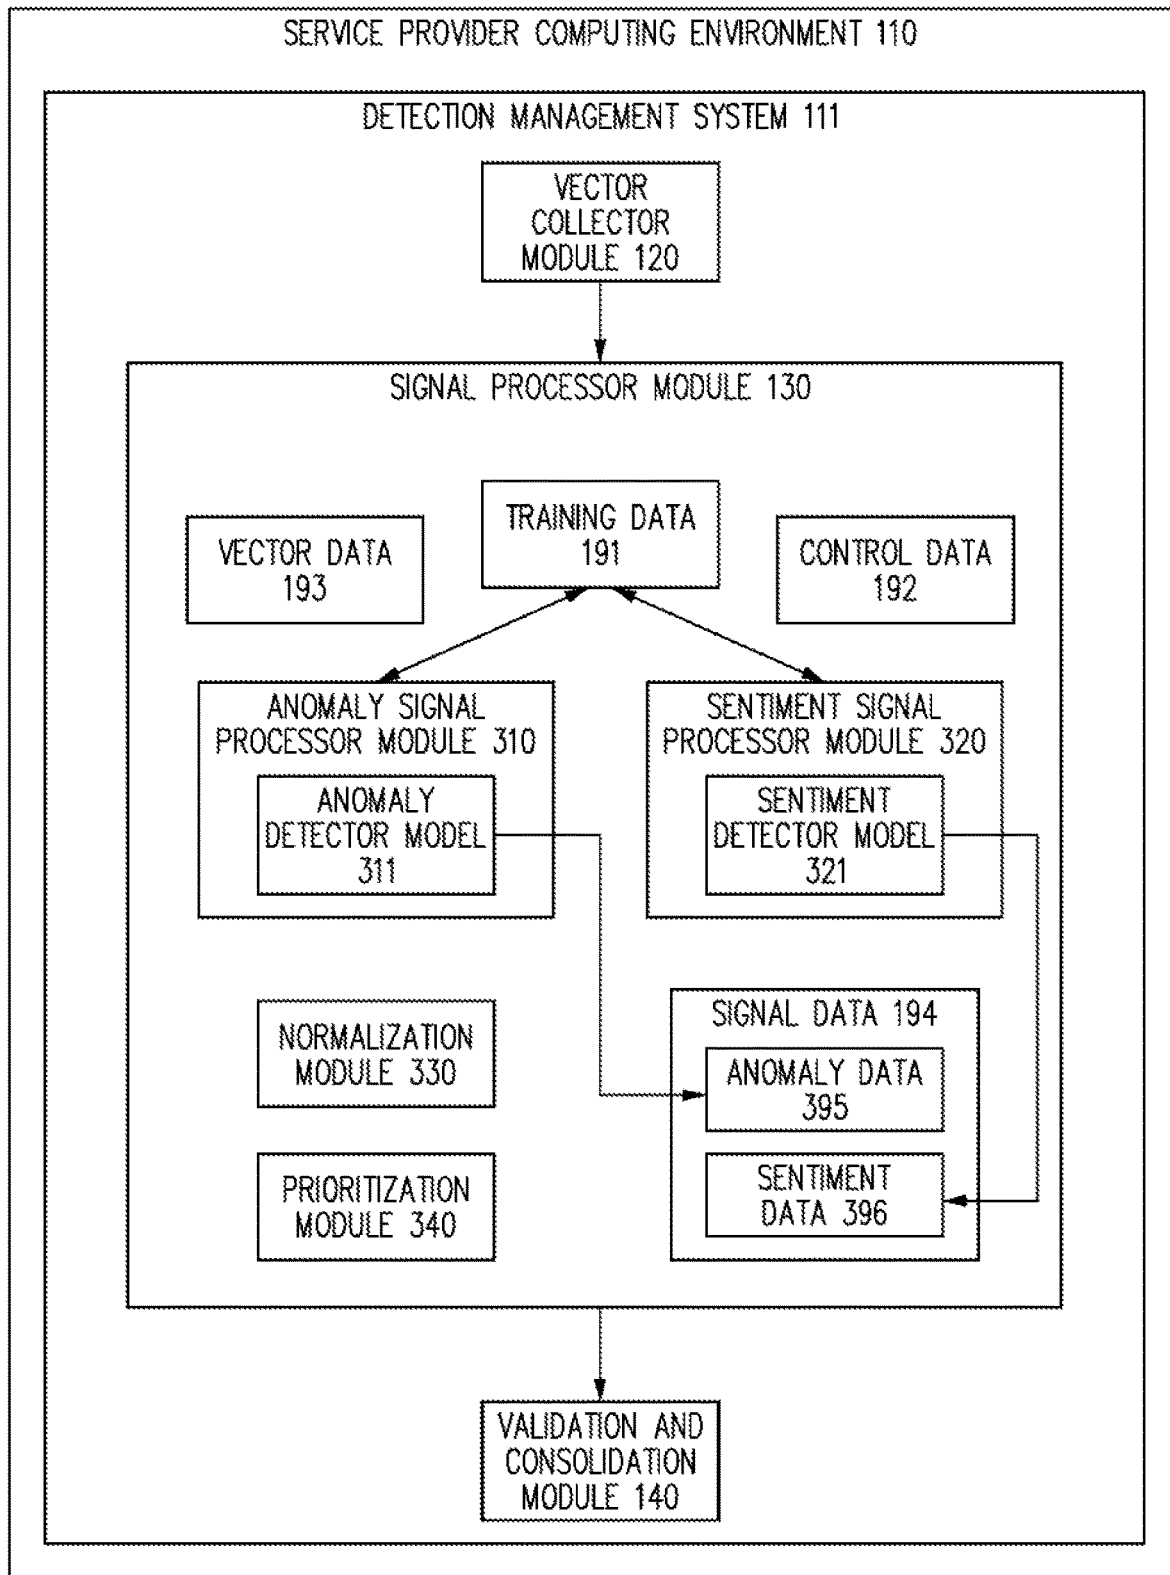 SERVICE PROVIDER COMPUTING ENVIRONMENT 110
DETECTION MANAGEMENT SYSTEM 111
VECTOR
COLLECTOR
MODULE 120
SIGNAL PROCESSOR MODULE 130
TRAINING DATA
191
VECTOR DATA
193
CONTROL DATA
192
ANOMALY SIGNAL
PROCESSOR MODULE 310
ANOMALY
DETECTOR MODEL
311
SENTIMENT SIGNAL
PROCESSOR MODULE 320
SENTIMENT
DETECTOR MODEL
321
NORMALIZATION
MODULE 330
PRIORITIZATION
MODULE 340
SIGNAL DATA 194
ANOMALY DATA
395
SENTIMENT
DATA 396
VALIDATION AND
CONSOLIDATION
MODULE 140